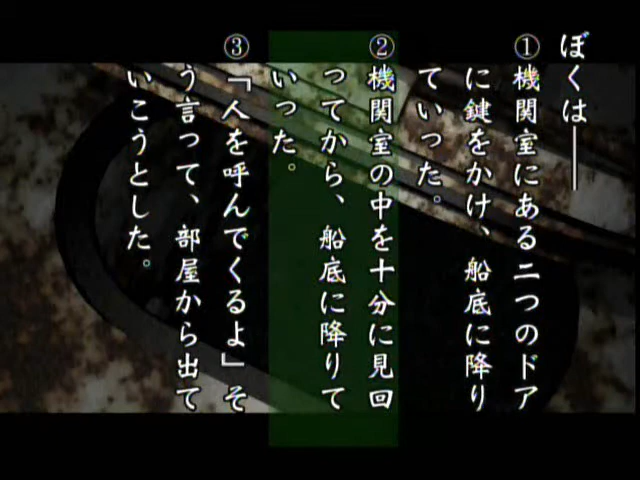 ぼくは――
①機関室にある二つのドア
に鍵をかけ、船底に降り
ていった。
②機関室の中を十分に見回
ってから、船底に降りて
いった。
③「人を呼んでくるよ」そ
う言って、部屋から出て
いこうとした。